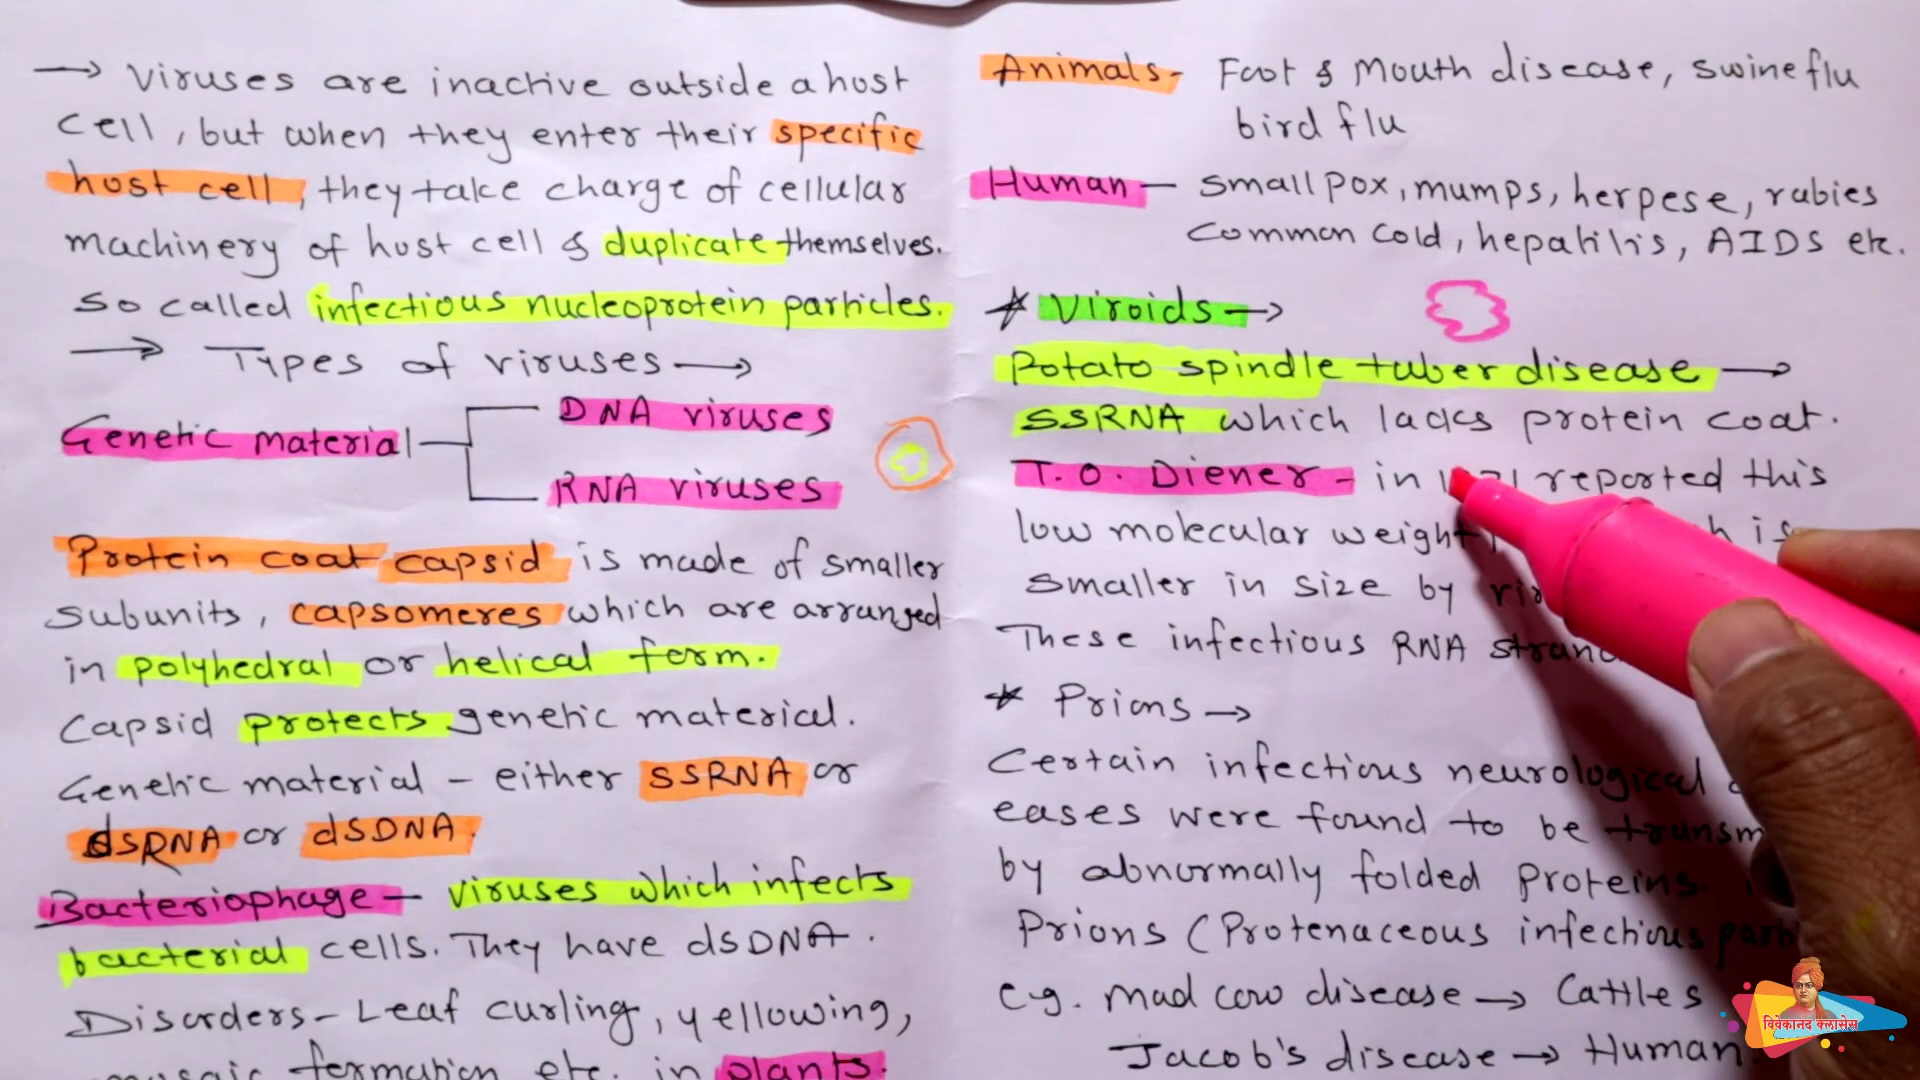 → Viruses are inactive outside a host
cell, but when they enter their specific
host cell, they take charge of cellular
machinery of host cell & duplicate themselves.
So called infectious nucleoprotein particles.
→ Types of viruses →
Genetic material
DNA viruses
RNA viruses
Protein coat capsid is made of smaller
subunits, capsomeres which are arranged
in polyhedral or helical form.
Capsid protects genetic material.
Genetic material - either SSRNA or
dsRNA or dSDNA.
Bacteriophage - viruses which infects
bacterial cells. They have dsDNA.
Disorders - Leaf curling, yellowing,
mosaic formation etc. in plants.
Animals - Foot & Mouth disease, swine flu
bird flu
Human - Small pox, mumps, herpese, rabies
Common cold, hepatitis, AIDS etc.
* Viroids →
Potato spindle tuber disease →
SSRNA which lacks protein coat.
T.O. Diener - in reported this
low molecular weight is
smaller in size by
These infectious RNA
* Prions →
Certain infectious neurological
eases were found to be
by abnormally folded proteins.
Prions (Protenaceous infectious
e.g. Mad cow disease → Cattles
Jacob's disease → Human
विवेकानंद क्लासेस